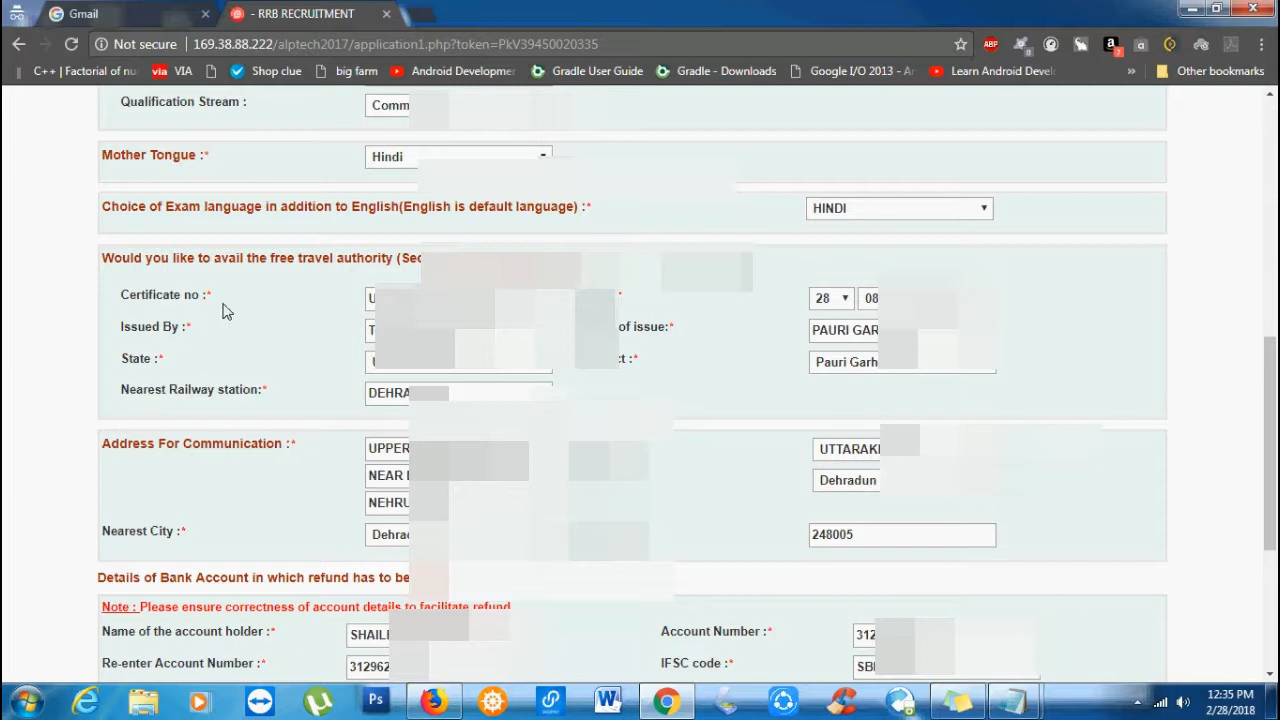 Gmail
- RRB RECRUITMENT
Not secure 169.38.88.222/alptech2017/application1.php?token=PkV39450020335
ABP
C++ | Factorial of nu
via VIA
Shop clue
big farm
Android Developmen
Gradle User Guide
Gradle - Downloads
Google I/O 2013 - Ar
Learn Android Devel
»
Other bookmarks
Qualification Stream : Comm
Mother Tongue :* Hindi
Choice of Exam language in addition to English(English is default language) :* HINDI
Would you like to avail the free travel authority (Sec
Certificate no :* U * 28 08
Issued By :* T of issue:* PAURI GAR
State :* U ct :* Pauri Garh
Nearest Railway station:* DEHRA
Address For Communication :* UPPER UTTARAK
NEAR Dehradun
NEHRU
Nearest City :* Dehrad 248005
Details of Bank Account in which refund has to be
Note : Please ensure correctness of account details to facilitate refund
Name of the account holder :* SHAIL Account Number :* 312
Re-enter Account Number :* 312962 IFSC code :* SB
Ps
12:35 PM
2/28/2018